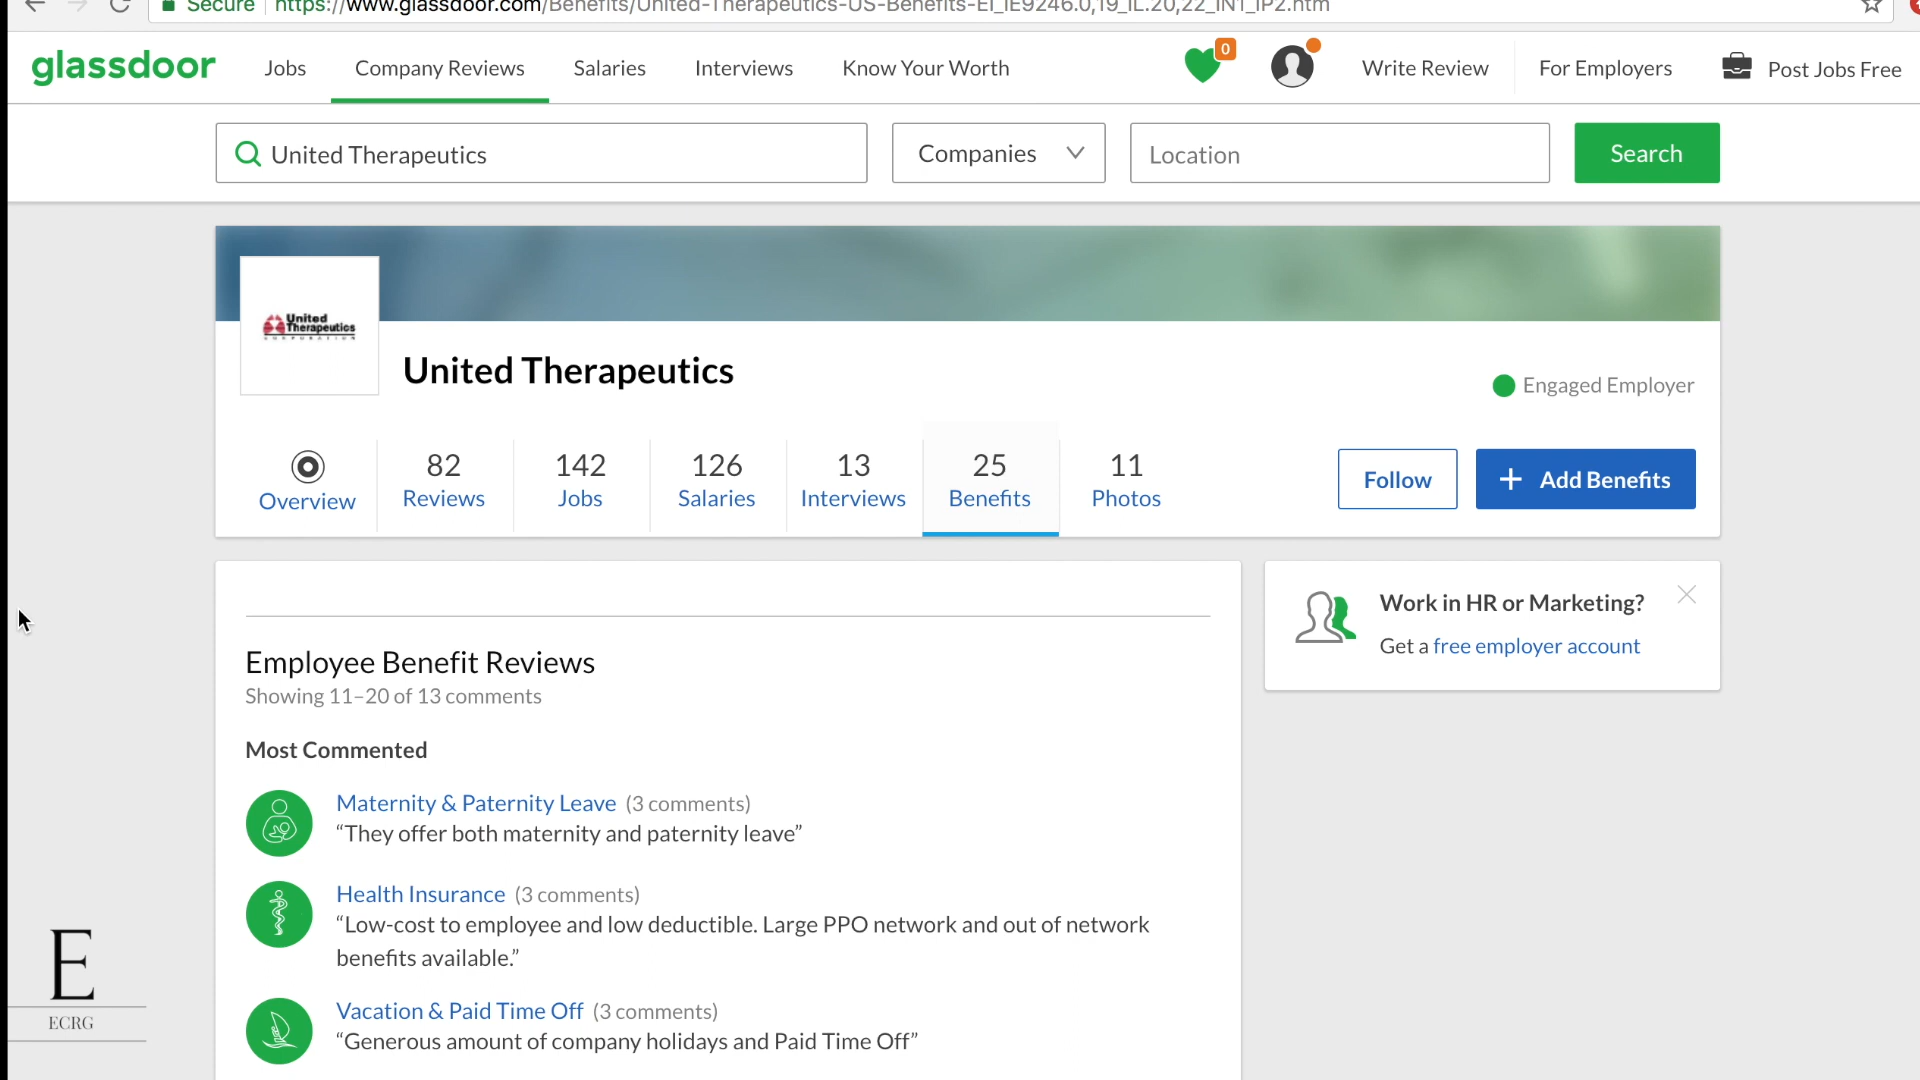 Secure https://www.glassdoor.com/Benefits/United-Therapeutics-US-Benefits-EI_IE9246.0,19_IL.20,22_IN1_IP2.htm
glassdoor Jobs Company Reviews Salaries Interviews Know Your Worth 0 Write Review For Employers Post Jobs Free
United Therapeutics Companies Location Search
United
Therapeutics
CORPORATION
United Therapeutics
Engaged Employer
82 142 126 13 25 11
Overview Reviews Jobs Salaries Interviews Benefits Photos
Follow + Add Benefits
Work in HR or Marketing?
Get a free employer account
Employee Benefit Reviews
Showing 11–20 of 13 comments
Most Commented
Maternity & Paternity Leave (3 comments)
“They offer both maternity and paternity leave”
Health Insurance (3 comments)
“Low-cost to employee and low deductible. Large PPO network and out of network
benefits available.”
Vacation & Paid Time Off (3 comments)
“Generous amount of company holidays and Paid Time Off”
E
ECRG